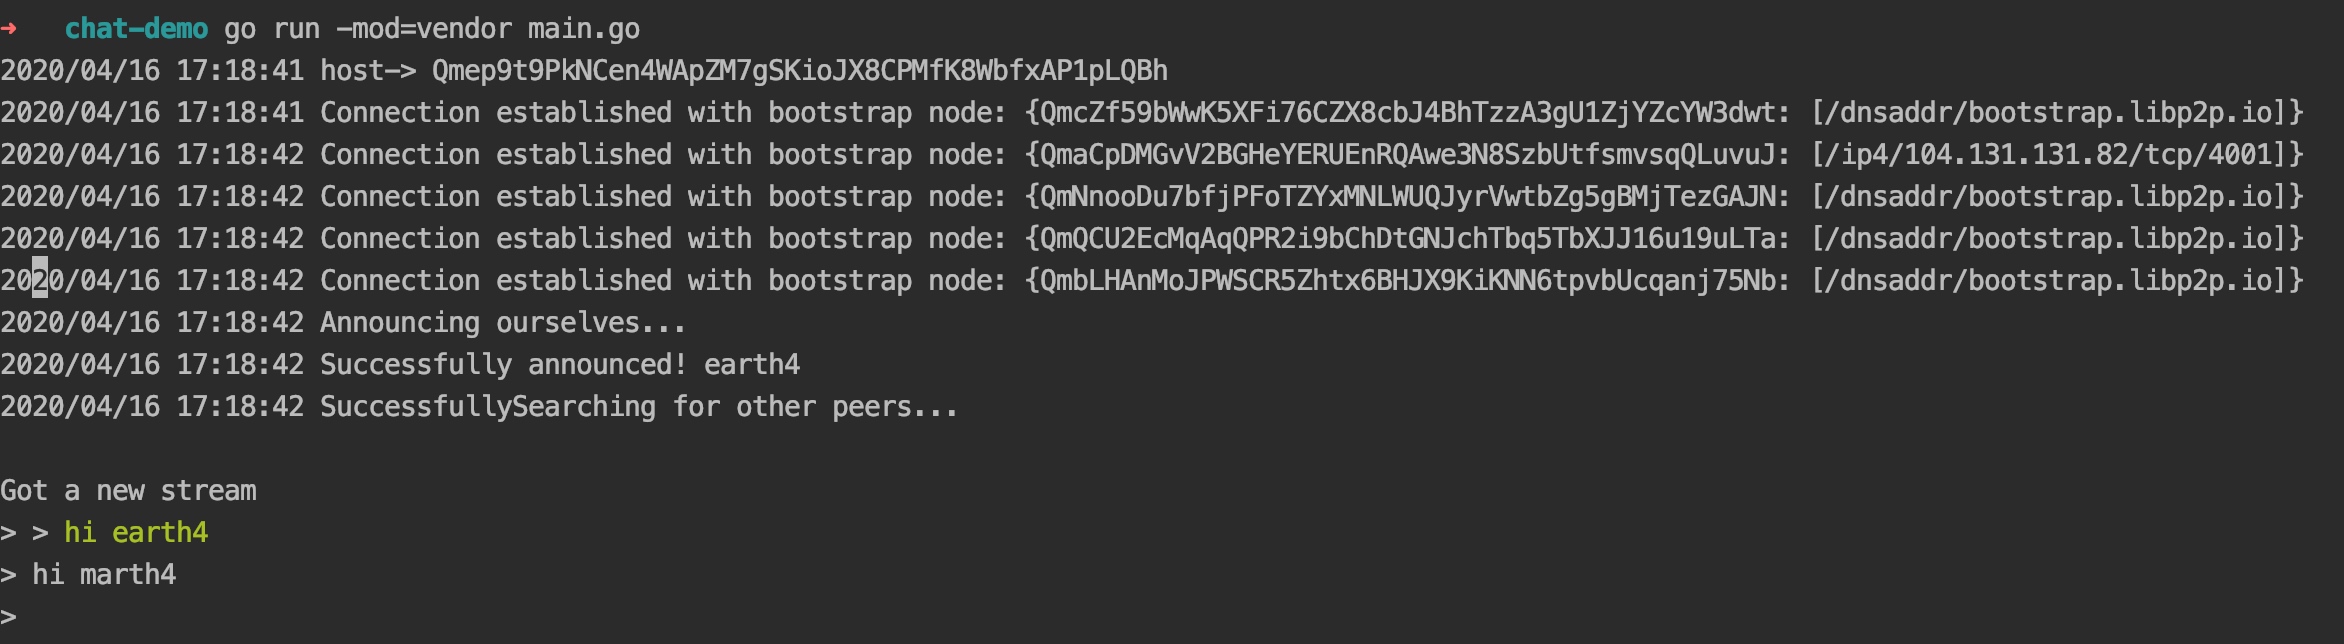 ➜ chat-demo go run -mod=vendor main.go
2020/04/16 17:18:41 host-> Qmep9t9PkNCen4WApZM7gSKioJX8CPMfK8WbfxAP1pLQBh
2020/04/16 17:18:41 Connection established with bootstrap node: {QmcZf59bWwK5XFi76CZX8cbJ4BhTzzA3gU1ZjYZcYW3dwt: [/dnsaddr/bootstrap.libp2p.io]}
2020/04/16 17:18:42 Connection established with bootstrap node: {QmaCpDMGvV2BGHeYERUEnRQAwe3N8SzbUtfsmvsqQLuvuJ: [/ip4/104.131.131.82/tcp/4001]}
2020/04/16 17:18:42 Connection established with bootstrap node: {QmNnooDu7bfjPFoTZYxMNLWUQJyrVwtbZg5gBMjTezGAJN: [/dnsaddr/bootstrap.libp2p.io]}
2020/04/16 17:18:42 Connection established with bootstrap node: {QmQCU2EcMqAqQPR2i9bChDtGNJchTbq5TbXJJ16u19uLTa: [/dnsaddr/bootstrap.libp2p.io]}
2020/04/16 17:18:42 Connection established with bootstrap node: {QmbLHAnMoJPWSCR5Zhtx6BHJX9KiKNN6tpvbUcqanj75Nb: [/dnsaddr/bootstrap.libp2p.io]}
2020/04/16 17:18:42 Announcing ourselves...
2020/04/16 17:18:42 Successfully announced! earth4
2020/04/16 17:18:42 SuccessfullySearching for other peers...
Got a new stream
> > hi earth4
> hi marth4
>